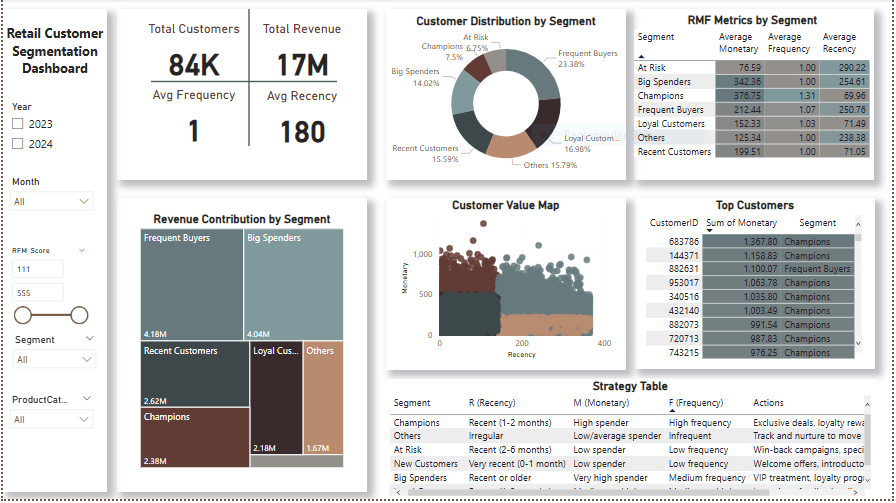 Retail Customer
Segmentation
Dashboard
Year
2023
2024
Month
All
RFM_Score
111
555
Segment
All
ProductCat...
All
Total Customers
84K
Total Revenue
17M
Avg Frequency
1
Avg Recency
180
Customer Distribution by Segment
At Risk
6.75%
Champions
7.5%
Big Spenders
14.02%
Frequent Buyers
23.38%
Loyal Custom...
16.98%
Recent Customers
15.59%
Others 15.79%
RMF Metrics by Segment
Segment Average Monetary Average Frequency Average Recency
At Risk 76.59 1.00 290.22
Big Spenders 342.36 1.00 254.61
Champions 376.75 1.31 69.96
Frequent Buyers 212.44 1.07 250.76
Loyal Customers 152.33 1.03 71.49
Others 125.34 1.00 238.38
Recent Customers 199.51 1.00 71.05
Revenue Contribution by Segment
Frequent Buyers
4.18M
Big Spenders
4.04M
Recent Customers
2.62M
Champions
2.38M
Loyal Cus...
2.18M
Others
1.67M
Customer Value Map
Monetary
1,000
500
0
0 200 400
Recency
Top Customers
CustomerID Sum of Monetary Segment
683786 1,367.80 Champions
144371 1,158.83 Champions
882631 1,100.07 Frequent Buyers
953017 1,063.78 Champions
340516 1,035.80 Champions
432140 1,003.49 Champions
882073 991.54 Champions
720713 987.83 Champions
743215 976.25 Champions
Strategy Table
Segment R (Recency) M (Monetary) F (Frequency) Actions
Champions Recent (1-2 months) High spender High frequency Exclusive deals, loyalty rewa
Others Irregular Low/average spender Infrequent Track and nurture to move
At Risk Recent (2-6 months) Low spender Low frequency Win-back campaigns, speci
New Customers Very recent (0-1 month) Low spender Low frequency Welcome offers, introducto
Big Spenders Recent or older Very high spender Medium frequency VIP treatment, loyalty prog